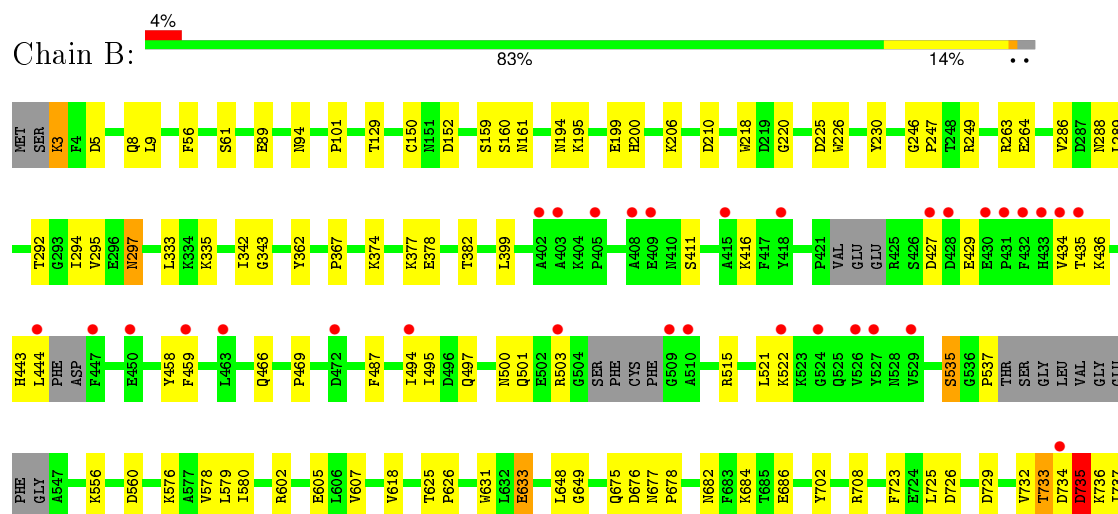 4%
Chain B:
83% 14% • •
MET SER K3 F4 D5 Q8 L9 F56 S61 E89 N94 P101 T129 C150 N151 D152 S159 S160 N161 N194 K195 E199 H200 K206 D210 W218 D219 G220 D225 W226 Y230 G246 P247 T248 R249 R263 E264 V286 D287 N288 L289
T292 G293 I294 V295 E296 N297 L333 K334 K335 I342 G343 Y362 P367 K374 K377 E378 T382 L399 A402 A403 K404 P405 A408 E409 N410 S411 A415 K416 F417 Y418 P421 VAL GLU GLU R425 S426 D427 D428 E429 E430 P431 F432 H433 V434 T435 K436
H443 L444 PHE ASP F447 E450 Y458 F459 L463 Q466 P469 D472 F487 I494 I495 D496 Q497 N500 Q501 E502 R503 G504 SER PHE CYS PHE G509 A510 R515 L521 K522 K523 G524 Q525 V526 Y527 N528 V529 S535 G536 P537 THR SER GLY LEU VAL GLY GLU
PHE GLY A547 K556 D560 K576 A577 V578 L579 I580 R602 E605 L606 V607 V618 T625 P626 W631 L632 E633 L648 G649 Q675 D676 N677 P678 N682 F683 K684 T685 E686 Y702 R708 F723 E724 L725 D726 D729 V732 T733 D734 D735 K736